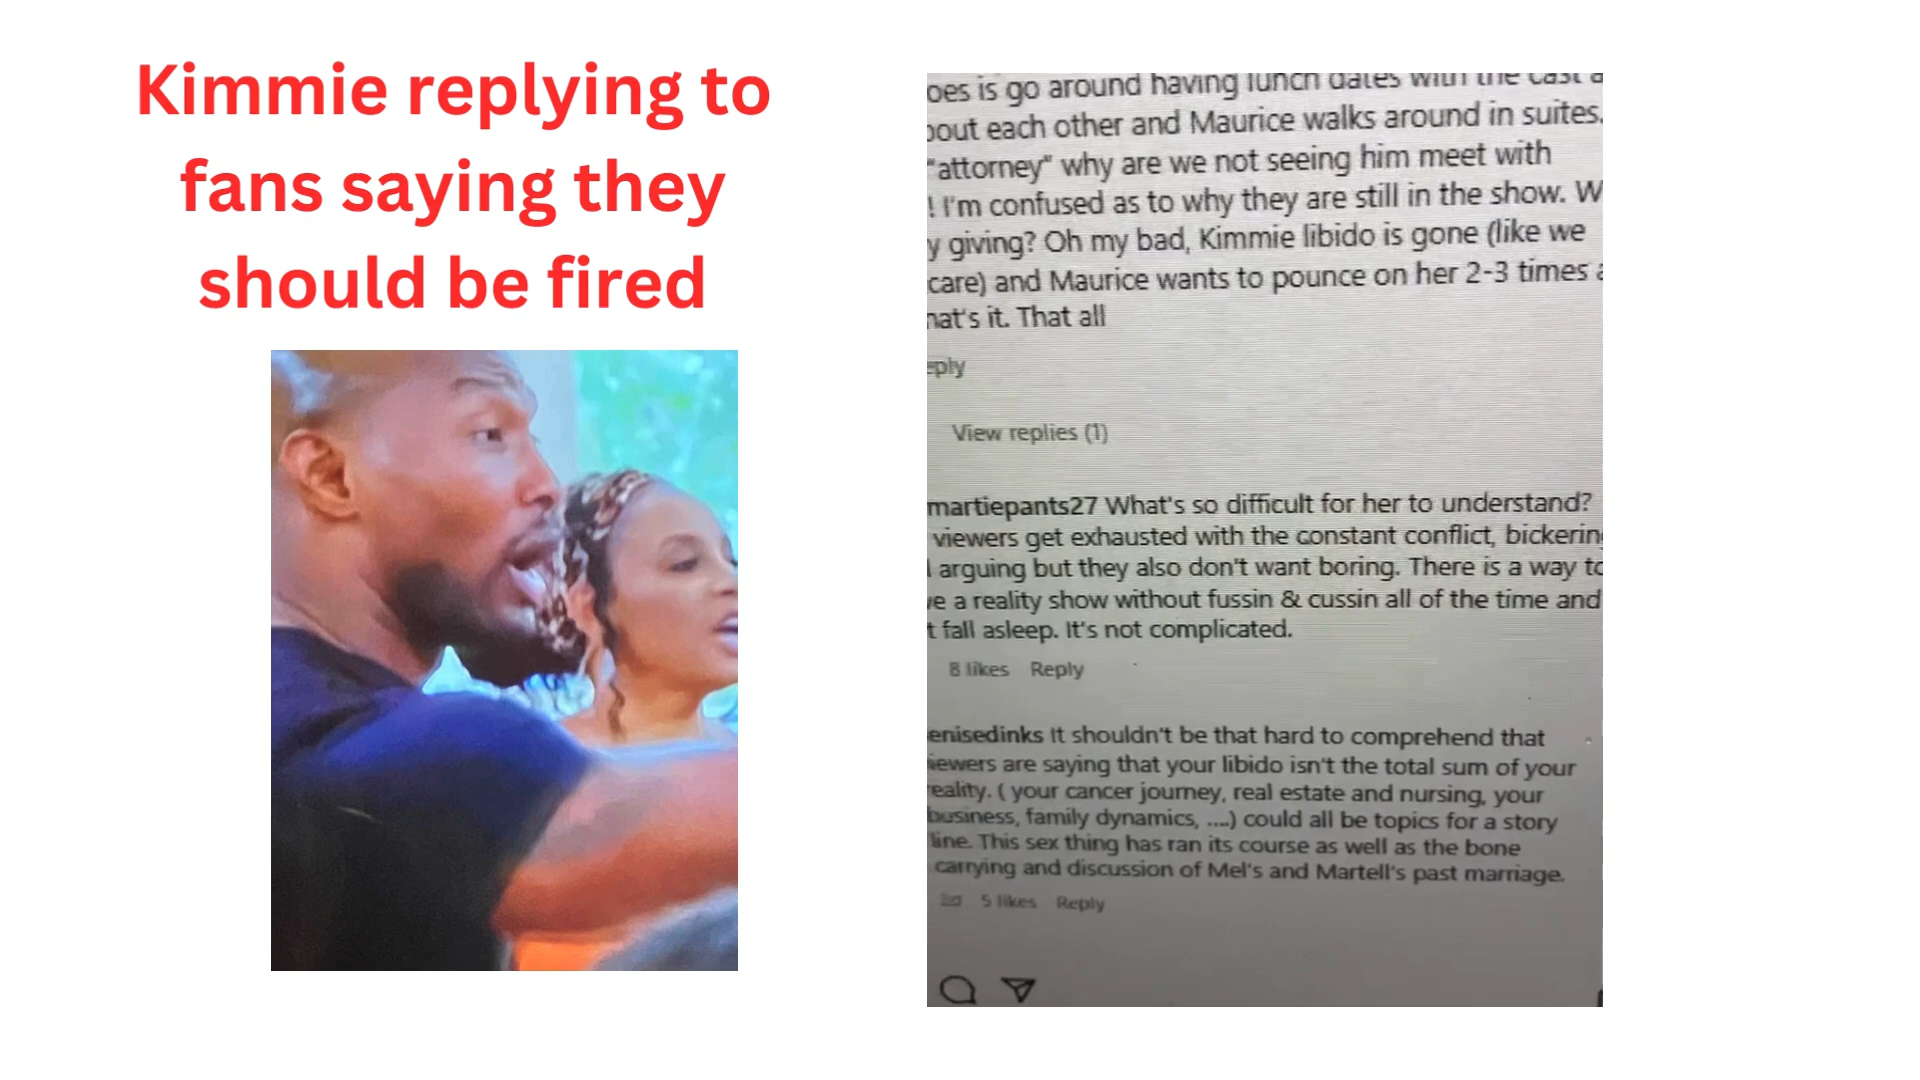 Kimmie replying to
fans saying they
should be fired
oes is go around having lunch dates with the cast
out each other and Maurice walks around in suites.
"attorney" why are we not seeing him meet with
! I'm confused as to why they are still in the show. W
y giving? Oh my bad, Kimmie libido is gone (like we
care) and Maurice wants to pounce on her 2-3 times a
hat's it. That all
eply
View replies (1)
martiepants27 What's so difficult for her to understand?
viewers get exhausted with the constant conflict, bickering
arguing but they also don't want boring. There is a way to
ve a reality show without fussin & cussin all of the time and
t fall asleep. It's not complicated.
8 likes Reply
enisedinks It shouldn't be that hard to comprehend that
iewers are saying that your libido isn't the total sum of your
reality. ( your cancer journey, real estate and nursing, your
business, family dynamics, ....) could all be topics for a story
line. This sex thing has ran its course as well as the bone
carrying and discussion of Mel's and Martell's past marriage.
5 likes Reply